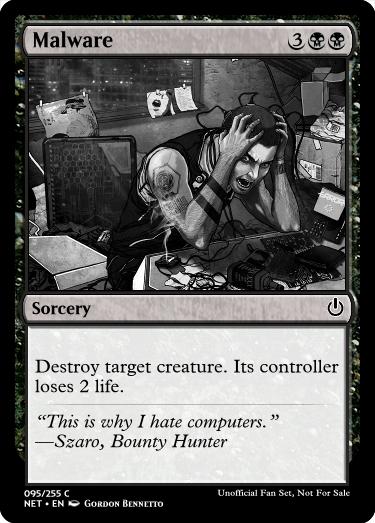 Malware 3
Sorcery
Destroy target creature. Its controller
loses 2 life.
“This is why I hate computers.”
—Szaro, Bounty Hunter
095/255 C
NET • EN Gordon Bennetto
Unofficial Fan Set, Not For Sale